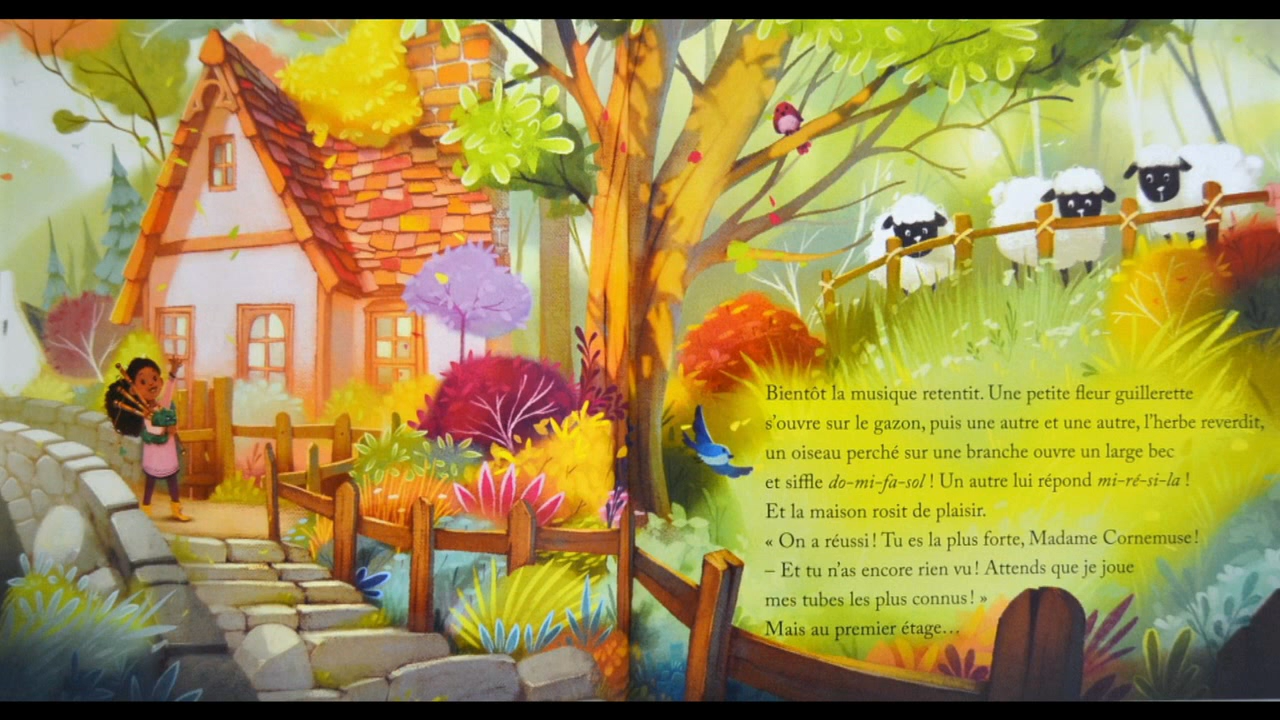 Bientôt la musique retentit. Une petite fleur guillerette
s'ouvre sur le gazon, puis une autre et une autre, l'herbe reverdit,
un oiseau perché sur une branche ouvre un large bec
et siffle do-mi-fa-sol ! Un autre lui répond mi-ré-si-la !
Et la maison rosit de plaisir.
« On a réussi ! Tu es la plus forte, Madame Cornemuse !
– Et tu n'as encore rien vu ! Attends que je joue
mes tubes les plus connus ! »
Mais au premier étage…